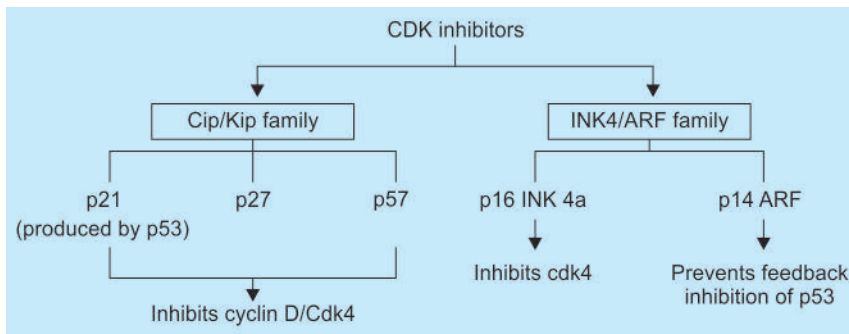 CDK inhibitors
Cip/Kip family
INK4/ARF family
p21
(produced by p53)
p27
p57
p16 INK 4a
p14 ARF
Inhibits cyclin D/Cdk4
Inhibits cdk4
Prevents feedback
inhibition of p53